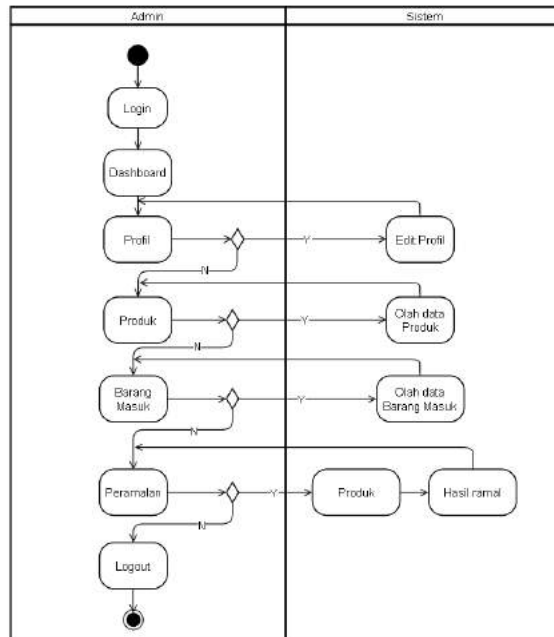 Admin
Sistem
Login
Dashboard
Profil
Y
Edit Profil
N
Produk
Y
Olah data
Produk
N
Barang
Masuk
Y
Olah data
Barang Masuk
N
Peramalan
Y
Produk
Hasil ramal
N
Logout